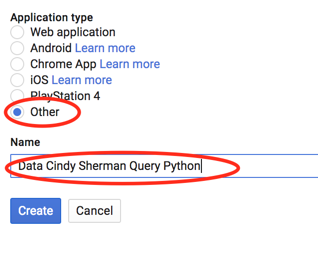 Application type
Web application
Android Learn more
Chrome App Learn more
iOS Learn more
PlayStation 4
Other
Name
Data Cindy Sherman Query Python
Create Cancel